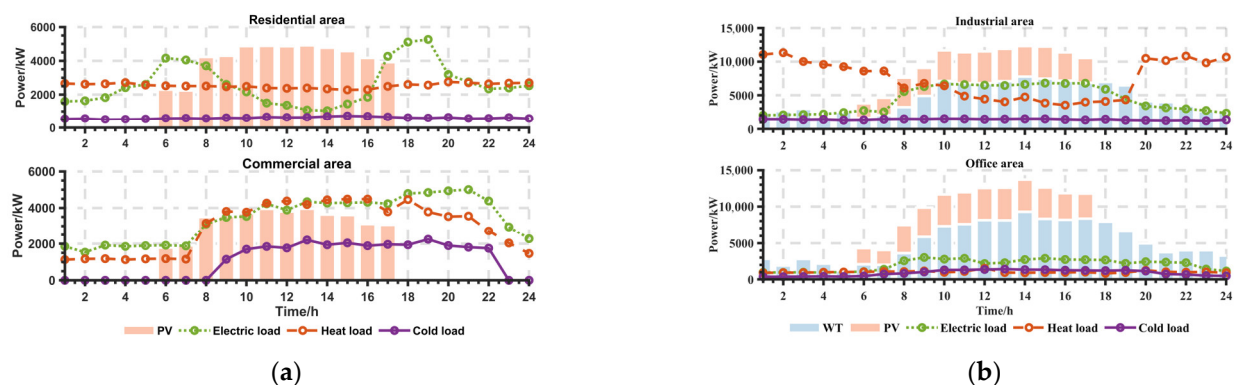 Residential area
Power/kW
6000
4000
2000
0
2 4 6 8 10 12 14 16 18 20 22 24
Commercial area
Power/kW
6000
4000
2000
0
2 4 6 8 10 12 14 16 18 20 22 24
Time/h
PV Electric load Heat load Cold load
(a)
Industrial area
Power/kW
15,000
10,000
5000
0
2 4 6 8 10 12 14 16 18 20 22 24
Office area
Power/kW
15,000
10,000
5000
0
2 4 6 8 10 12 14 16 18 20 22 24
Time/h
WT PV Electric load Heat load Cold load
(b)